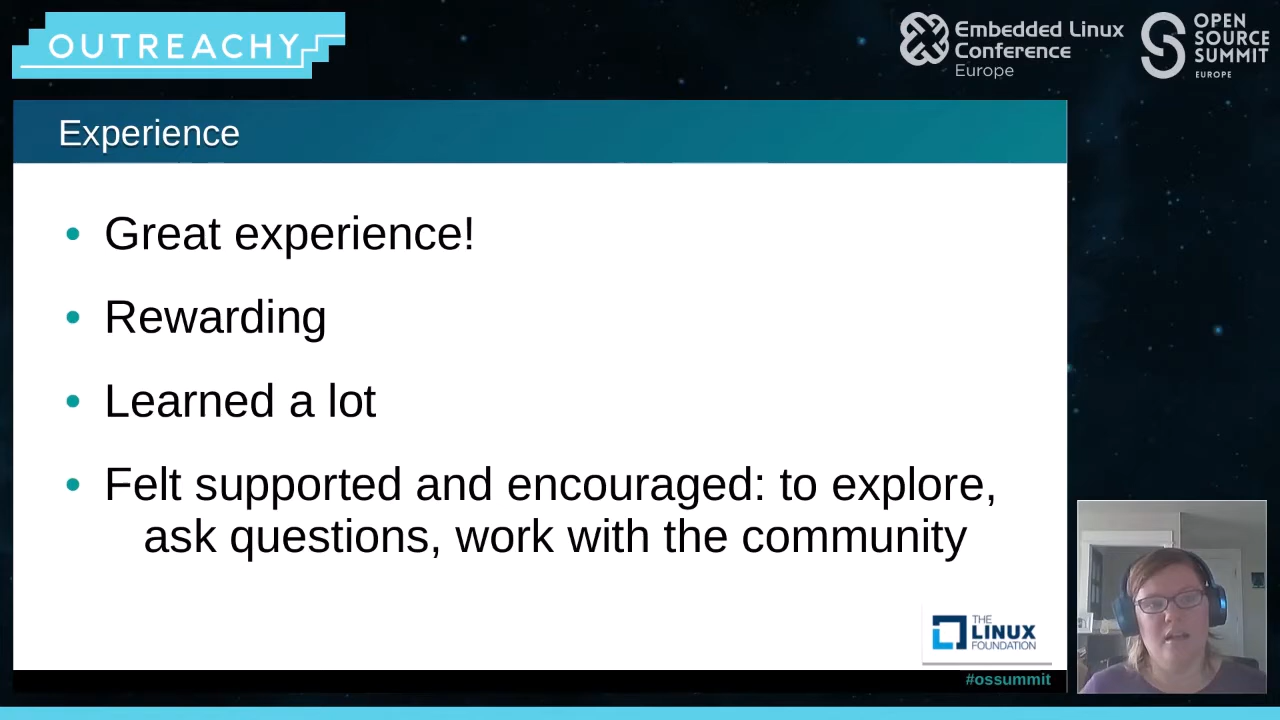 OUTREACHY
Embedded Linux
Conference
Europe
OPEN
SOURCE
SUMMIT
EUROPE
Experience
• Great experience!
• Rewarding
• Learned a lot
• Felt supported and encouraged: to explore,
ask questions, work with the community
THE
LINUX
FOUNDATION
#ossummit